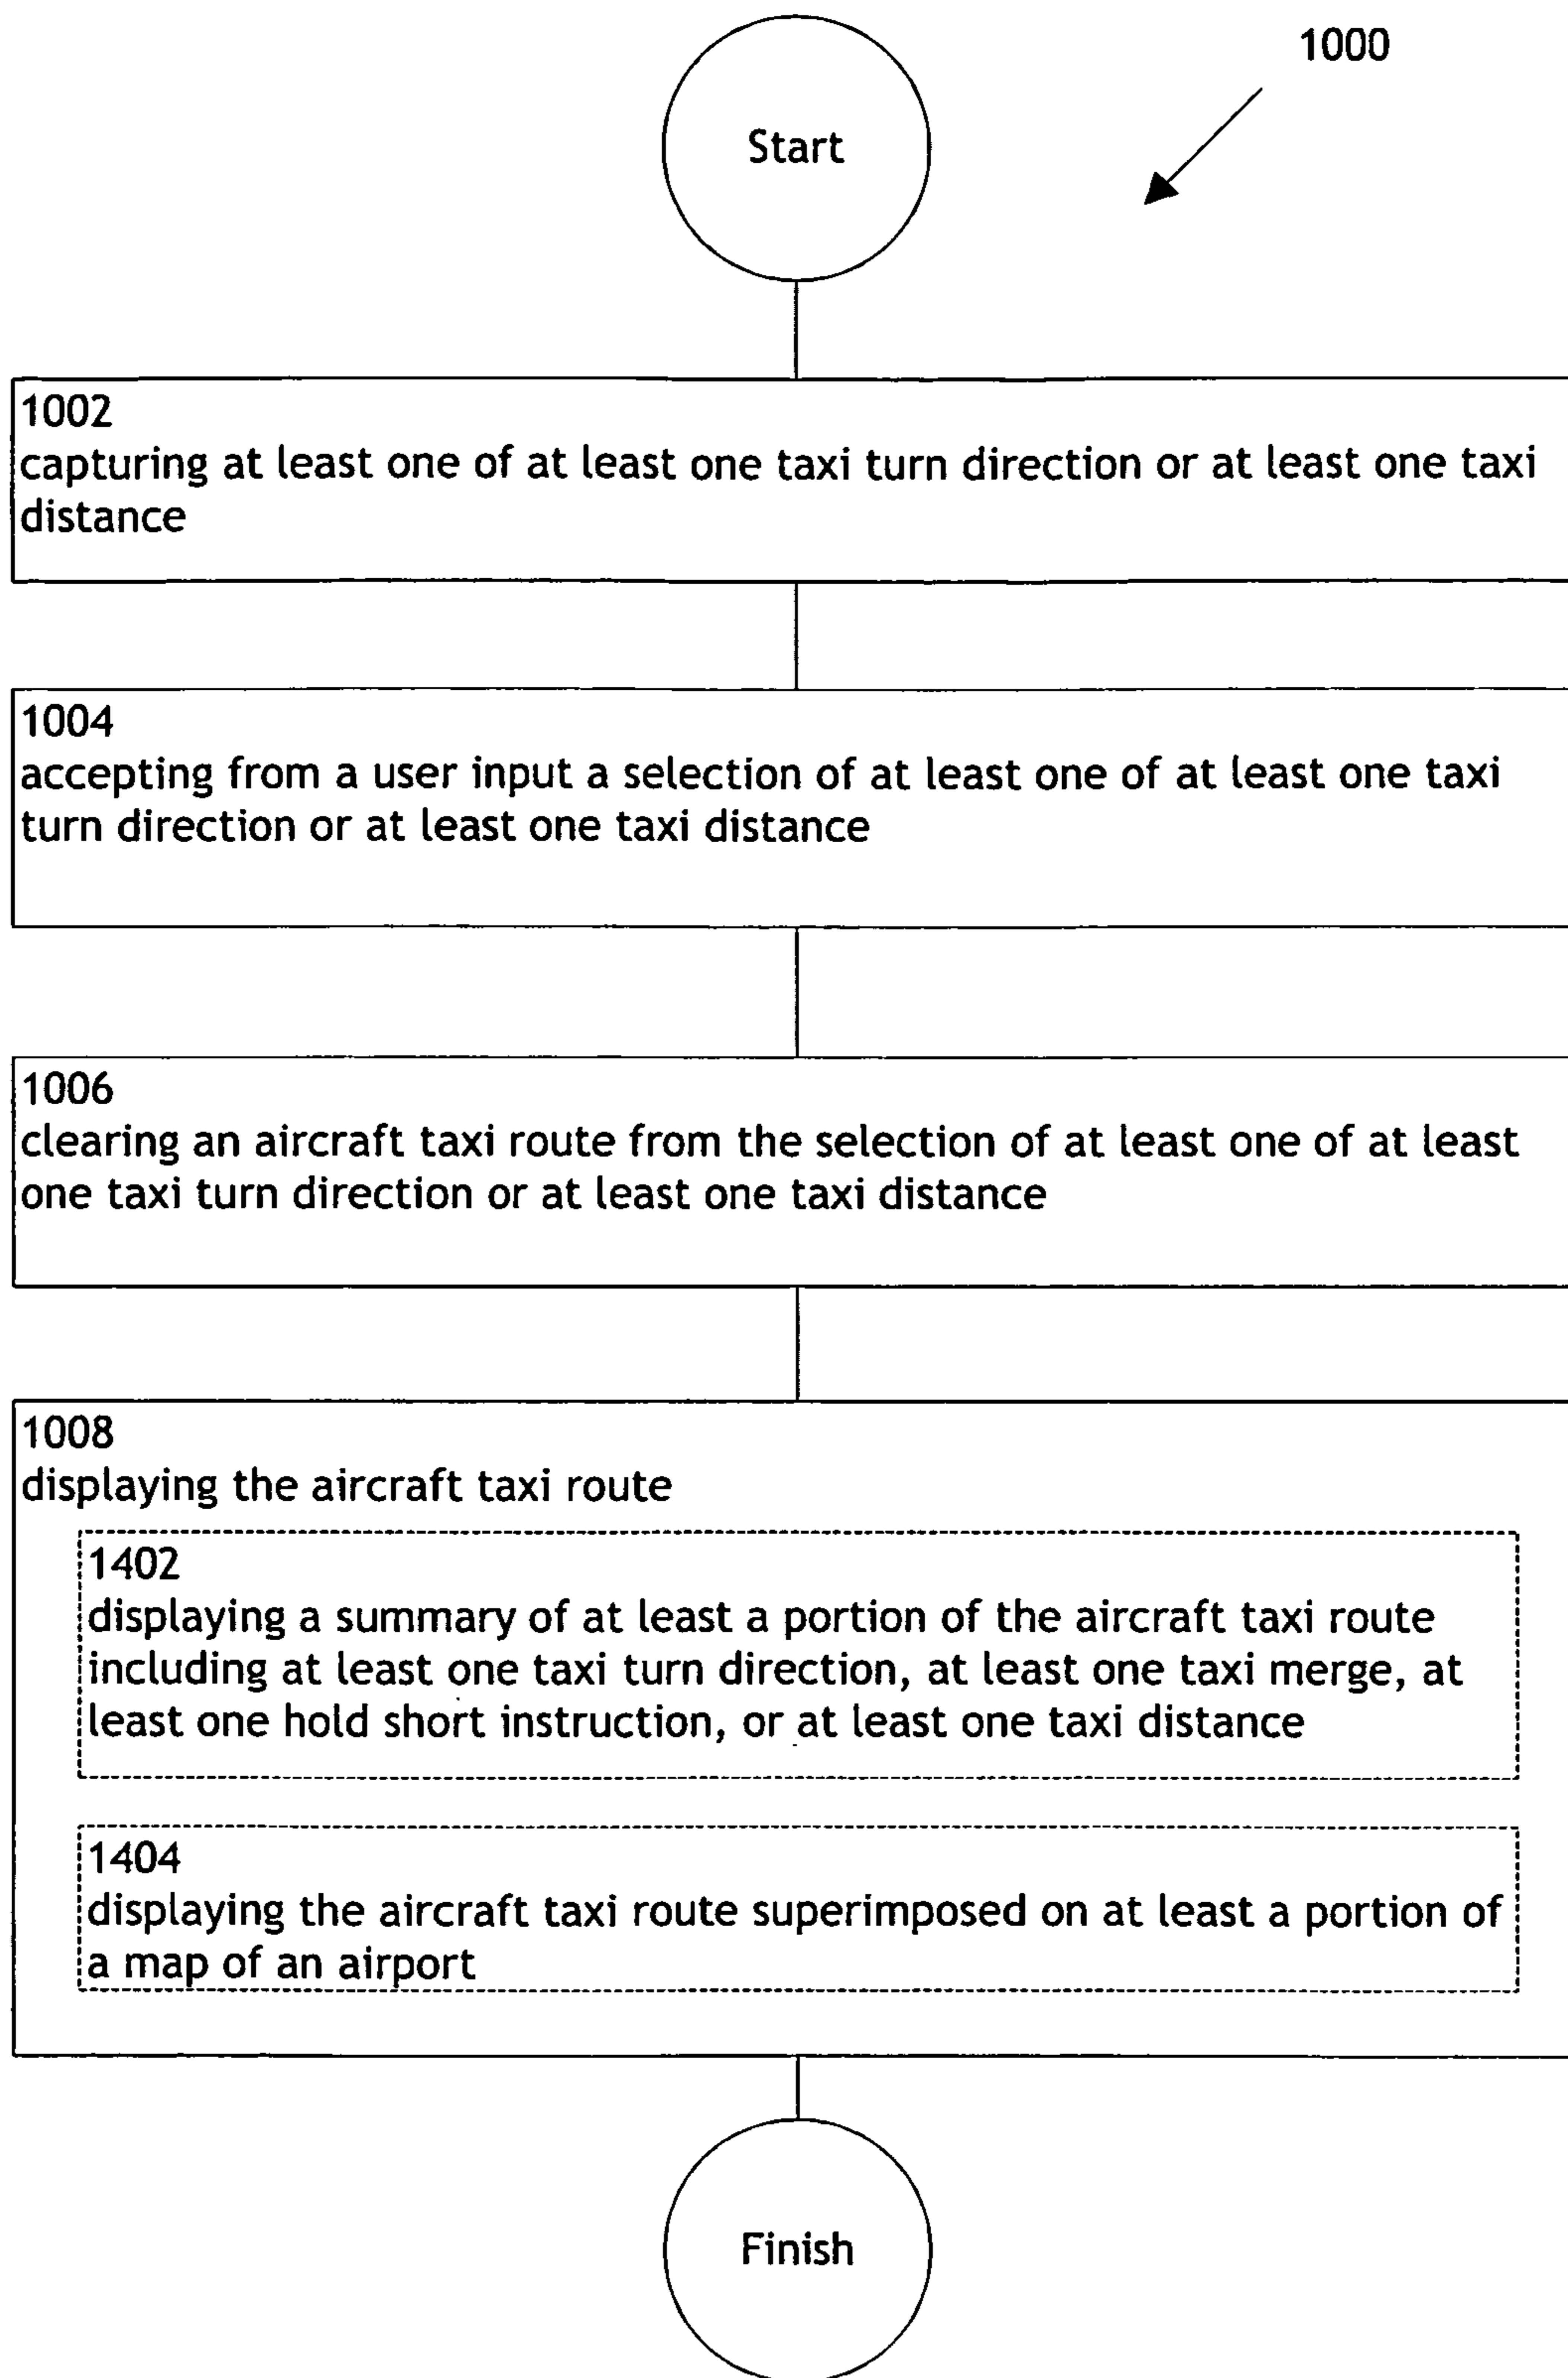 1000
Start
1002
capturing at least one of at least one taxi turn direction or at least one taxi
distance
1004
accepting from a user input a selection of at least one of at least one taxi
turn direction or at least one taxi distance
1006
clearing an aircraft taxi route from the selection of at least one of at least
one taxi turn direction or at least one taxi distance
1008
displaying the aircraft taxi route
1402
displaying a summary of at least a portion of the aircraft taxi route
including at least one taxi turn direction, at least one taxi merge, at
least one hold short instruction, or at least one taxi distance
1404
displaying the aircraft taxi route superimposed on at least a portion of
a map of an airport
Finish